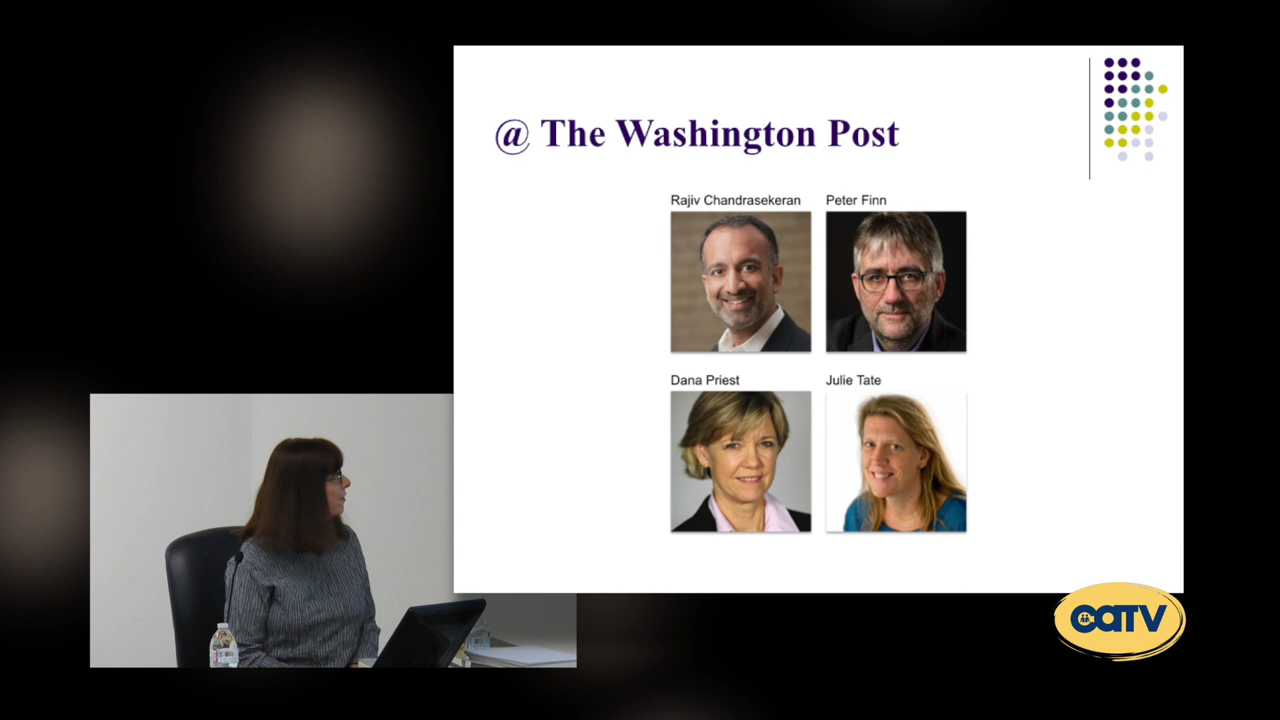 @ The Washington Post
Rajiv Chandrasekeran
Peter Finn
Dana Priest
Julie Tate
CATV